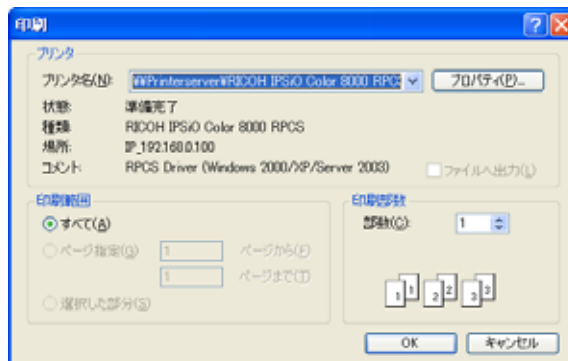 印刷
プリンタ
プリンタ名(N): ¥¥Printerserver¥RICOH IPSiO Color 8000 RPC プロパティ(P)...
状態: 準備完了
種類: RICOH IPSiO Color 8000 RPCS
場所: IP_192.168.0.100
コメント: RPCS Driver (Windows 2000/XP/Server 2003) ファイルへ出力(L)
印刷範囲
すべて(A)
ページ指定(G) 1 ページから(F)
1 ページまで(T)
選択した部分(S)
印刷部数
部数(C): 1
1 1 2 2 3 3
OK キャンセル